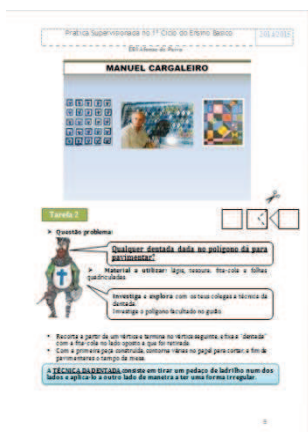 Prática Supervisionada no 1º Ciclo do Ensino Básico
MANUEL CARGALEIRO
Tarefa 2
Questão problema:
Qualquer dentada dada no polígono dá para
pavimentar?
Material a utilizar: lápis, tesoura, fita-cola e folhas
quadriculadas.
Investiga e explora com os teus colegas a técnica da
dentada.
Investiga o polígono facultado no guião.
Recorta a partir de um vértice e termina no vértice seguinte, e fixa a "dentada"
com a fita-cola no lado oposto a que foi retirada.
Com a primeira peça construída, contorna várias no papel para cortar, a fim de
pavimentares o tampo da mesa.
A TÉCNICA DA DENTADA consiste em tirar um pedaço de ladrilho num dos
lados e aplica-lo a outro lado de maneira a ter uma forma irregular.